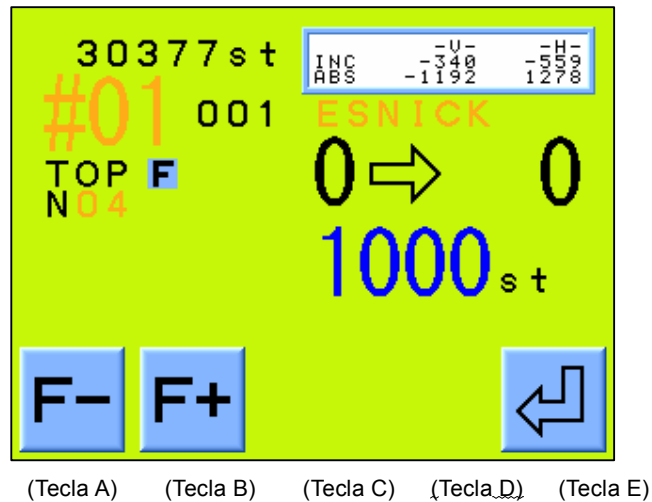 30377st
-V- -H-
INC -340 -559
ABS -1192 1278
#01 001 ESNICK
TOP F 0 0
N04
1000st
F- F+
(Tecla A) (Tecla B) (Tecla C) (Tecla D) (Tecla E)